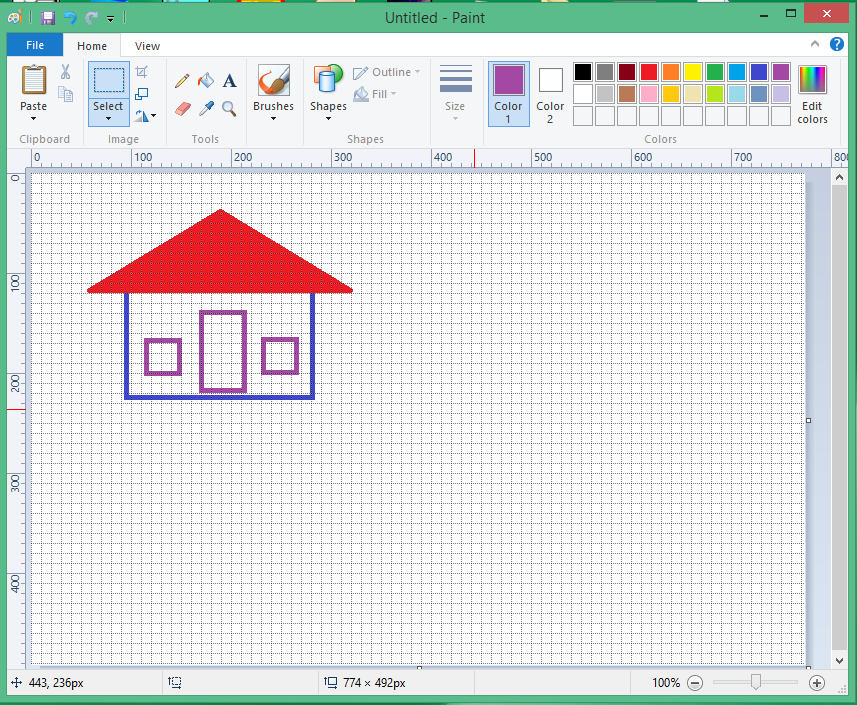 Untitled - Paint
File Home View
Paste
Select
Brushes
Shapes
Outline
Fill
Size
Color 1
Color 2
Edit colors
Clipboard Image Tools Shapes Colors
0 100 200 300 400 500 600 700 800
0
100
200
300
400
443, 236px 774 × 492px 100%